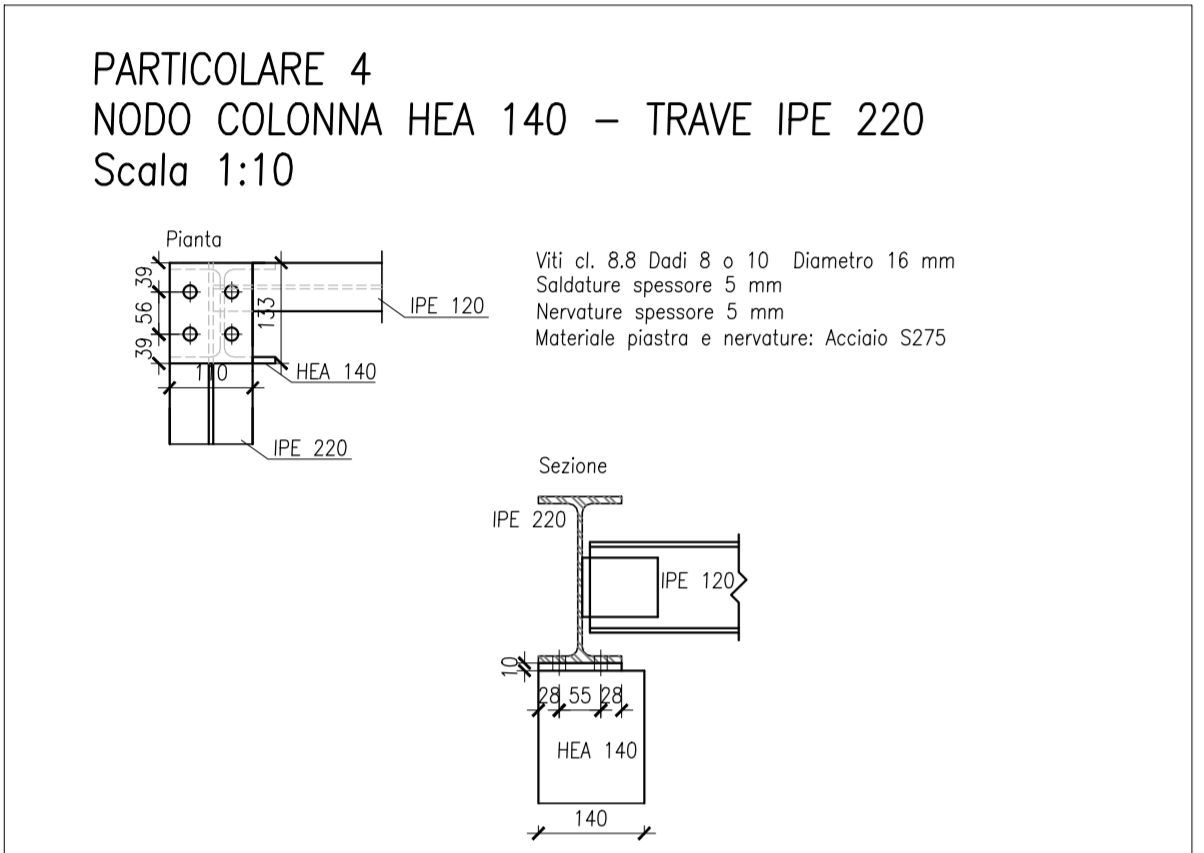 PARTICOLARE 4
NODO COLONNA HEA 140 – TRAVE IPE 220
Scala 1:10
Pianta
39
56
39
133
110
IPE 120
HEA 140
IPE 220
Viti cl. 8.8 Dadi 8 o 10 Diametro 16 mm
Saldature spessore 5 mm
Nervature spessore 5 mm
Materiale piastra e nervature: Acciaio S275
Sezione
IPE 220
IPE 120
10
28 55 28
HEA 140
140